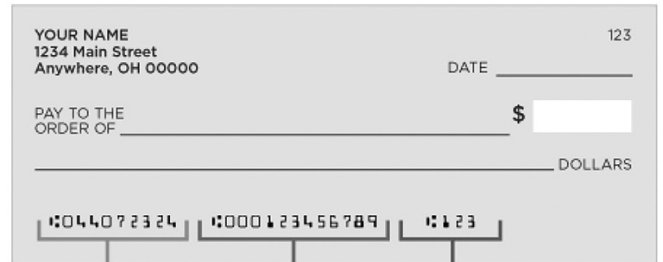 YOUR NAME 123
1234 Main Street
Anywhere, OH 00000
DATE
PAY TO THE
ORDER OF $
DOLLARS
⑆044072324 ⑆000123456789 ⑆123